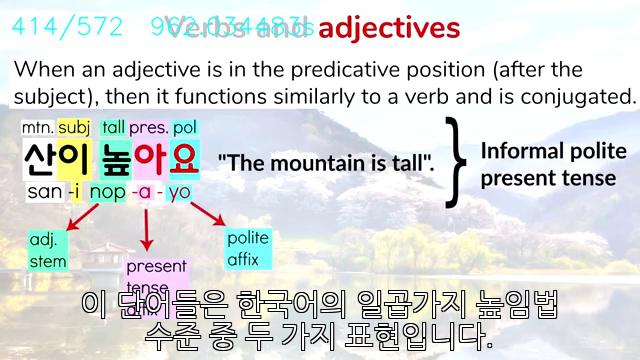 414/572 962.034483s
Verbs and adjectives
When an adjective is in the predicative position (after the
subject), then it functions similarly to a verb and is conjugated.
mtn. subj tall pres. pol
산이 높아요
san -i nop -a - yo
"The mountain is tall".
Informal polite
present tense
adj.
stem
present
tense
affix
polite
affix
이 단어들은 한국어의 일곱가지 높임법
수준 중 두 가지 표현입니다.